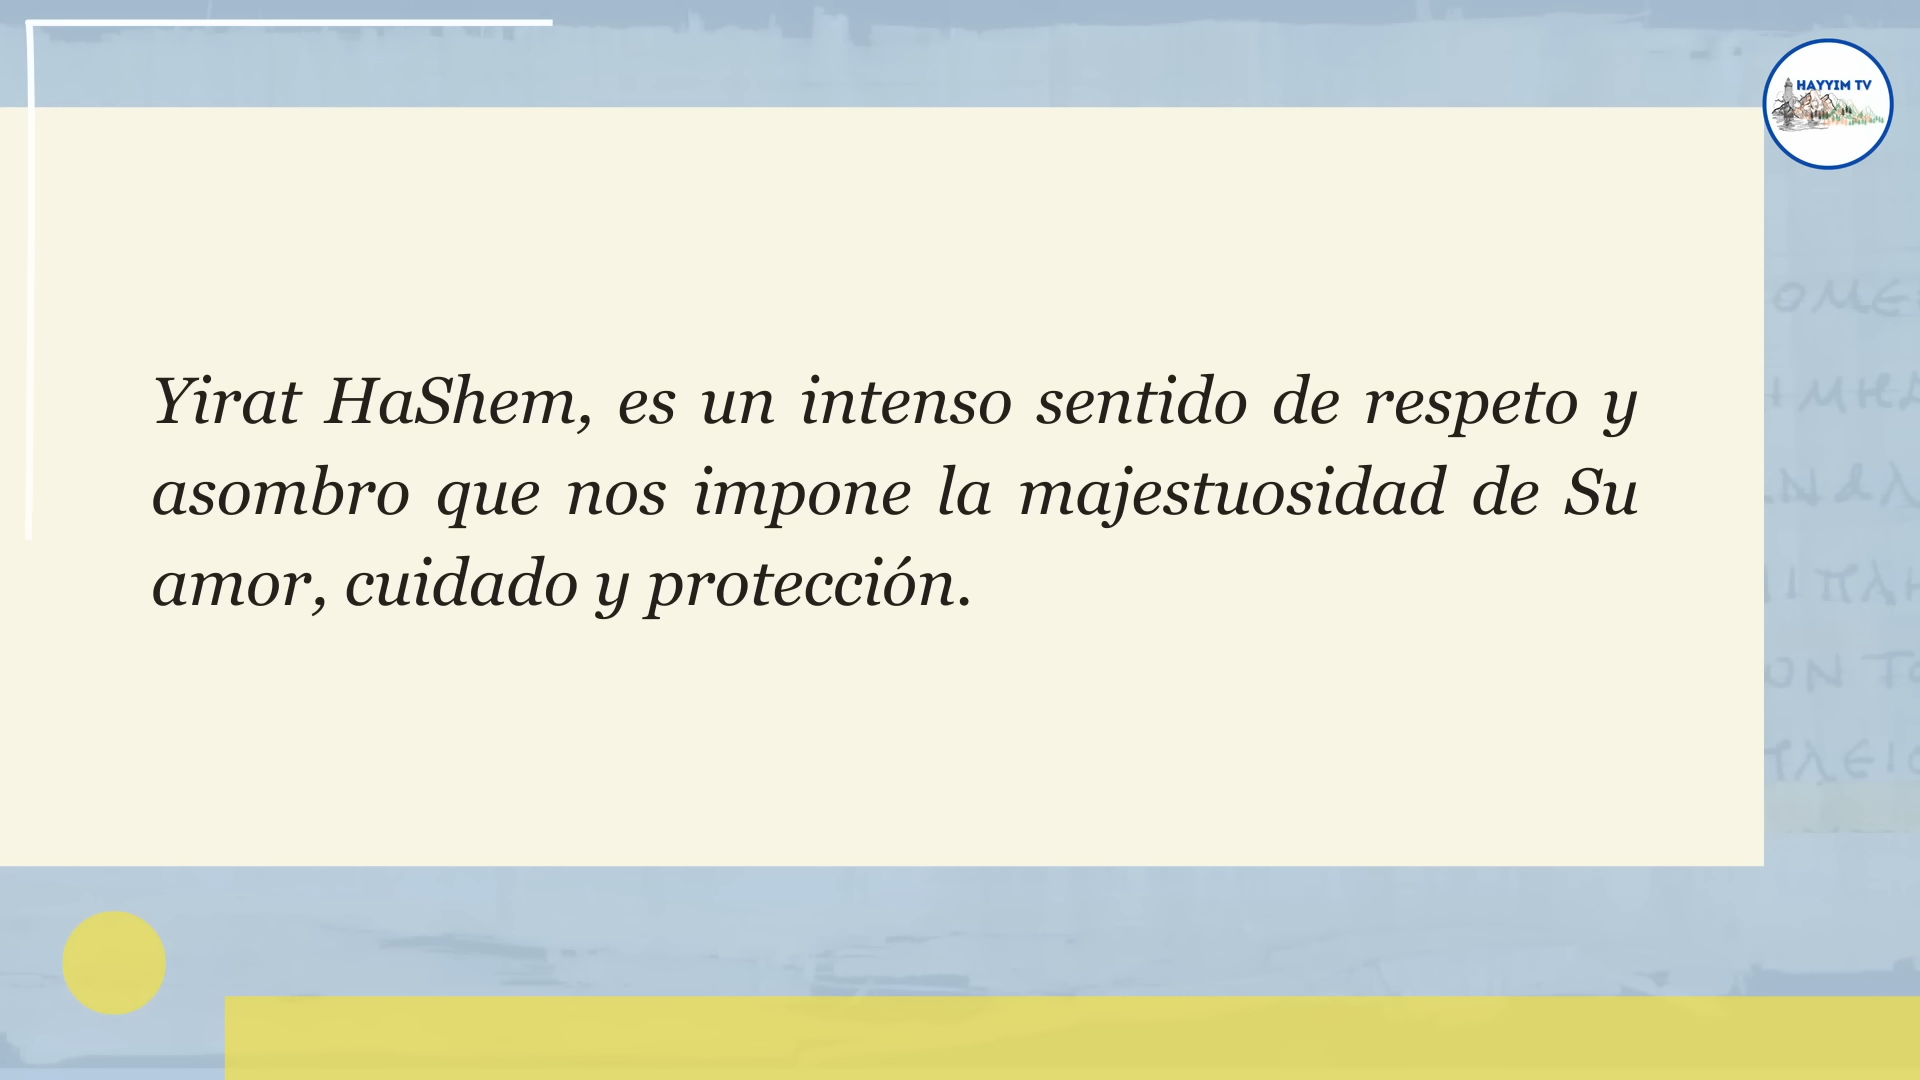 HAYYIM TV
Yirat HaShem, es un intenso sentido de respeto y
asombro que nos impone la majestuosidad de Su
amor, cuidado y protección.